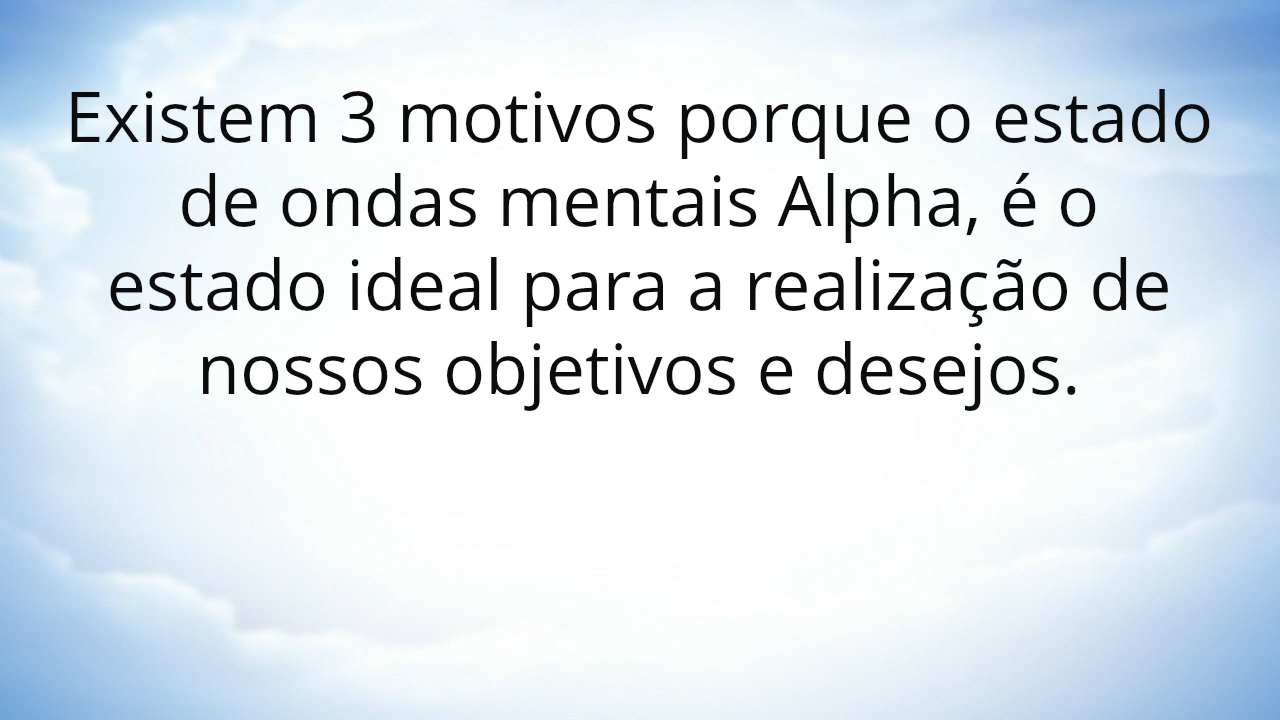 Existem 3 motivos porque o estado
de ondas mentais Alpha, é o
estado ideal para a realização de
nossos objetivos e desejos.